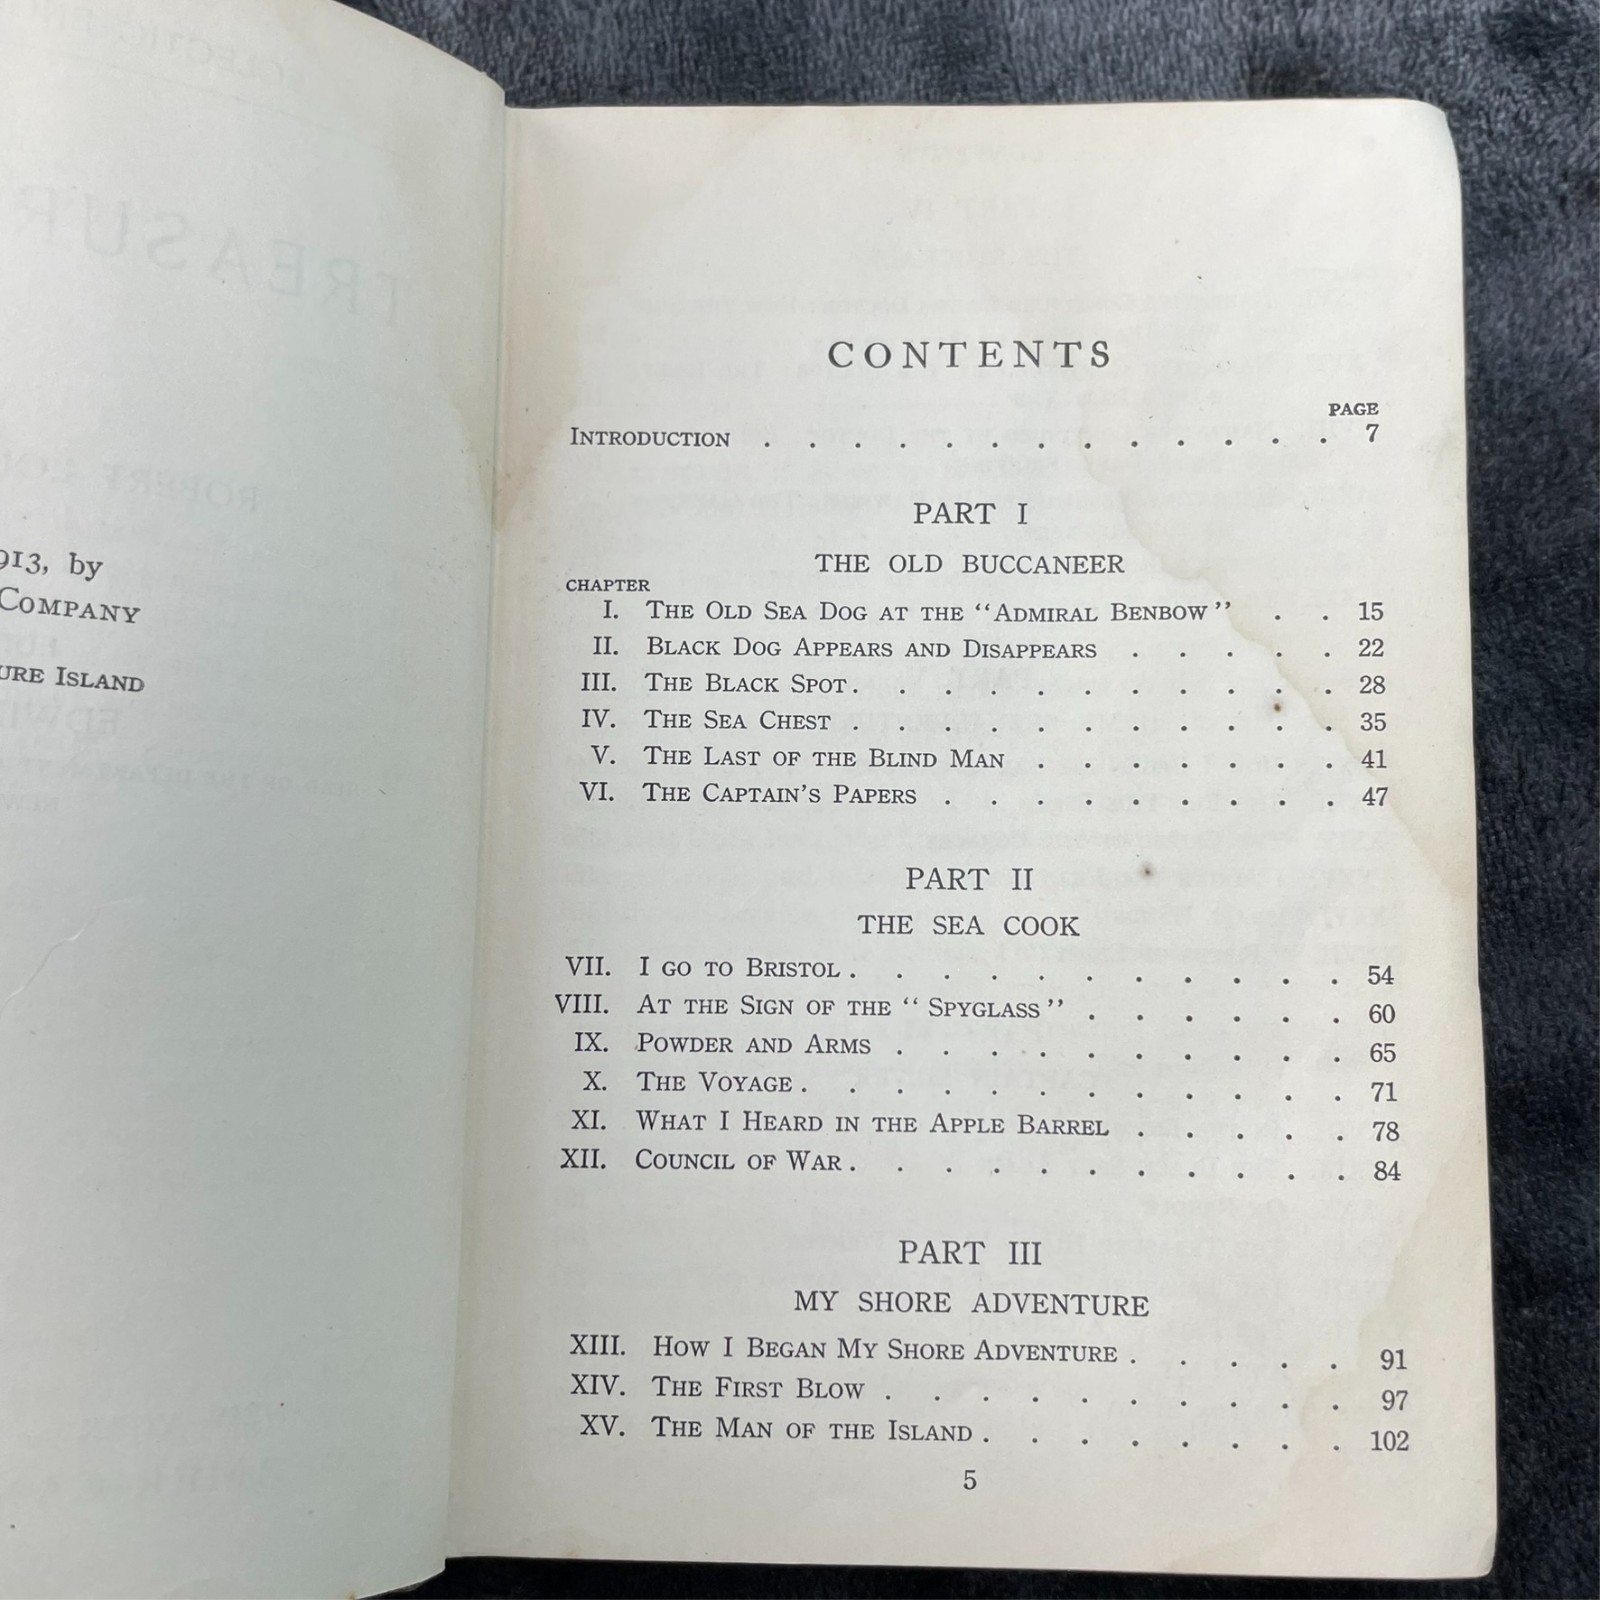 913, by
COMPANY
URE ISLAND
CONTENTS
PAGE
INTRODUCTION . . . . . . . . . . . . . 7
PART I
THE OLD BUCCANEER
CHAPTER
I. THE OLD SEA DOG AT THE “ADMIRAL BENBOW” . . 15
II. BLACK DOG APPEARS AND DISAPPEARS . . . . . 22
III. THE BLACK SPOT . . . . . . . . . . . 28
IV. THE SEA CHEST . . . . . . . . . . . 35
V. THE LAST OF THE BLIND MAN . . . . . . . 41
VI. THE CAPTAIN'S PAPERS . . . . . . . . . 47
PART II
THE SEA COOK
VII. I GO TO BRISTOL . . . . . . . . . . . 54
VIII. AT THE SIGN OF THE “SPYGLASS” . . . . . . 60
IX. POWDER AND ARMS . . . . . . . . . . 65
X. THE VOYAGE . . . . . . . . . . . . 71
XI. WHAT I HEARD IN THE APPLE BARREL . . . . . 78
XII. COUNCIL OF WAR . . . . . . . . . . . 84
PART III
MY SHORE ADVENTURE
XIII. HOW I BEGAN MY SHORE ADVENTURE . . . . . 91
XIV. THE FIRST BLOW . . . . . . . . . . 97
XV. THE MAN OF THE ISLAND . . . . . . . . 102
5